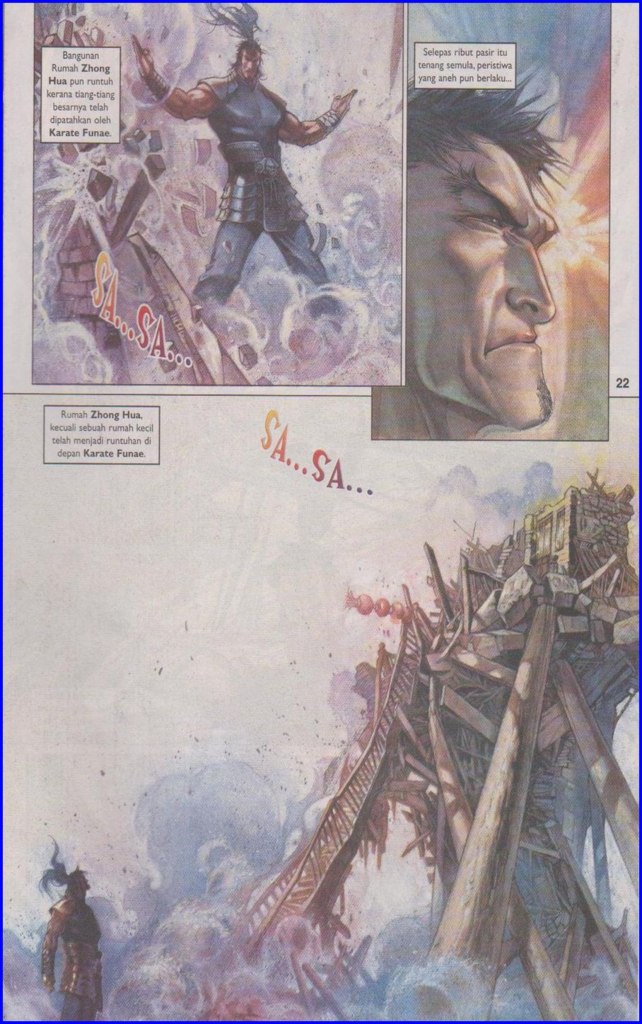 Bangunan
Rumah Zhong
Hua pun runtuh
kerana tiang-tiang
besarnya telah
dipatahkan oleh
Karate Funae.
Selepas ribut pasir itu
tenang semula, peristiwa
yang aneh pun berlaku...
SA...SA...
22
Rumah Zhong Hua,
kecuali sebuah rumah kecil
telah menjadi runtuhan di
depan Karate Funae.
SA...SA...